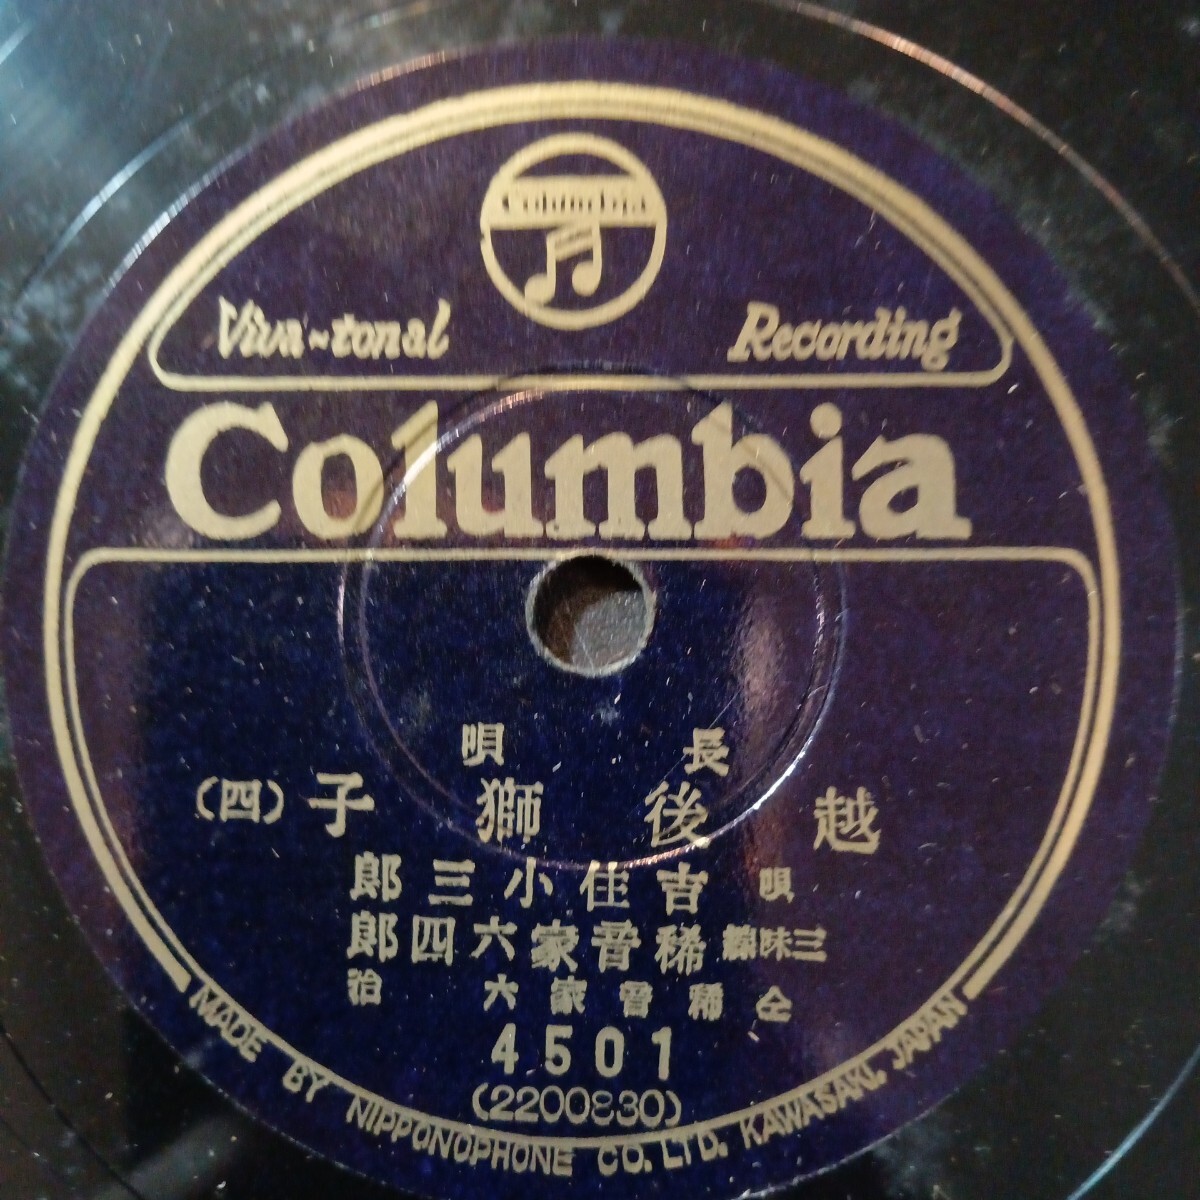 Columbia
Viva-tonal Recording
Columbia
長唄
越後獅子(四)
唄 吉住小三郎
三味線 稀音家六四郎
仝 稀音家六治
4501
(2200830)
MADE BY NIPPONOPHONE CO. LTD. KAWASAKI, JAPAN